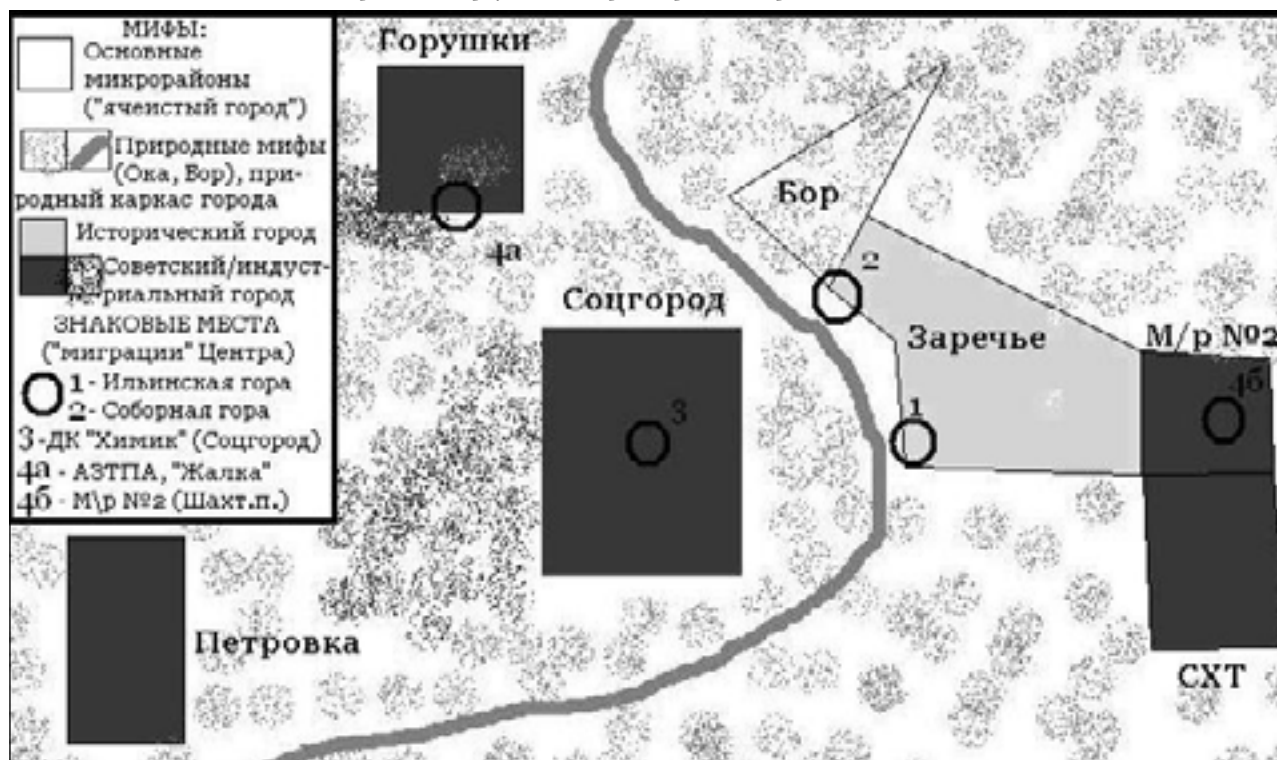 МИФЫ:
Основные
микрорайоны
("ячеистый город")
Природные мифы
(Ока, Бор), при-
родный каркас города
Исторический город
Советский/индуст-
риальный город
ЗНАКОВЫЕ МЕСТА
("миграции" Центра)
1 - Ильинская гора
2 - Соборная гора
3 -ДК "Химик" (Соцгород)
4а - АЗТПА, "Жалка"
4б - М\р №2 (Шахт.п.)
Горушки
4а
Бор
2
Соцгород
Заречье
М/р №2
4б
3
1
Петровка
СХТ